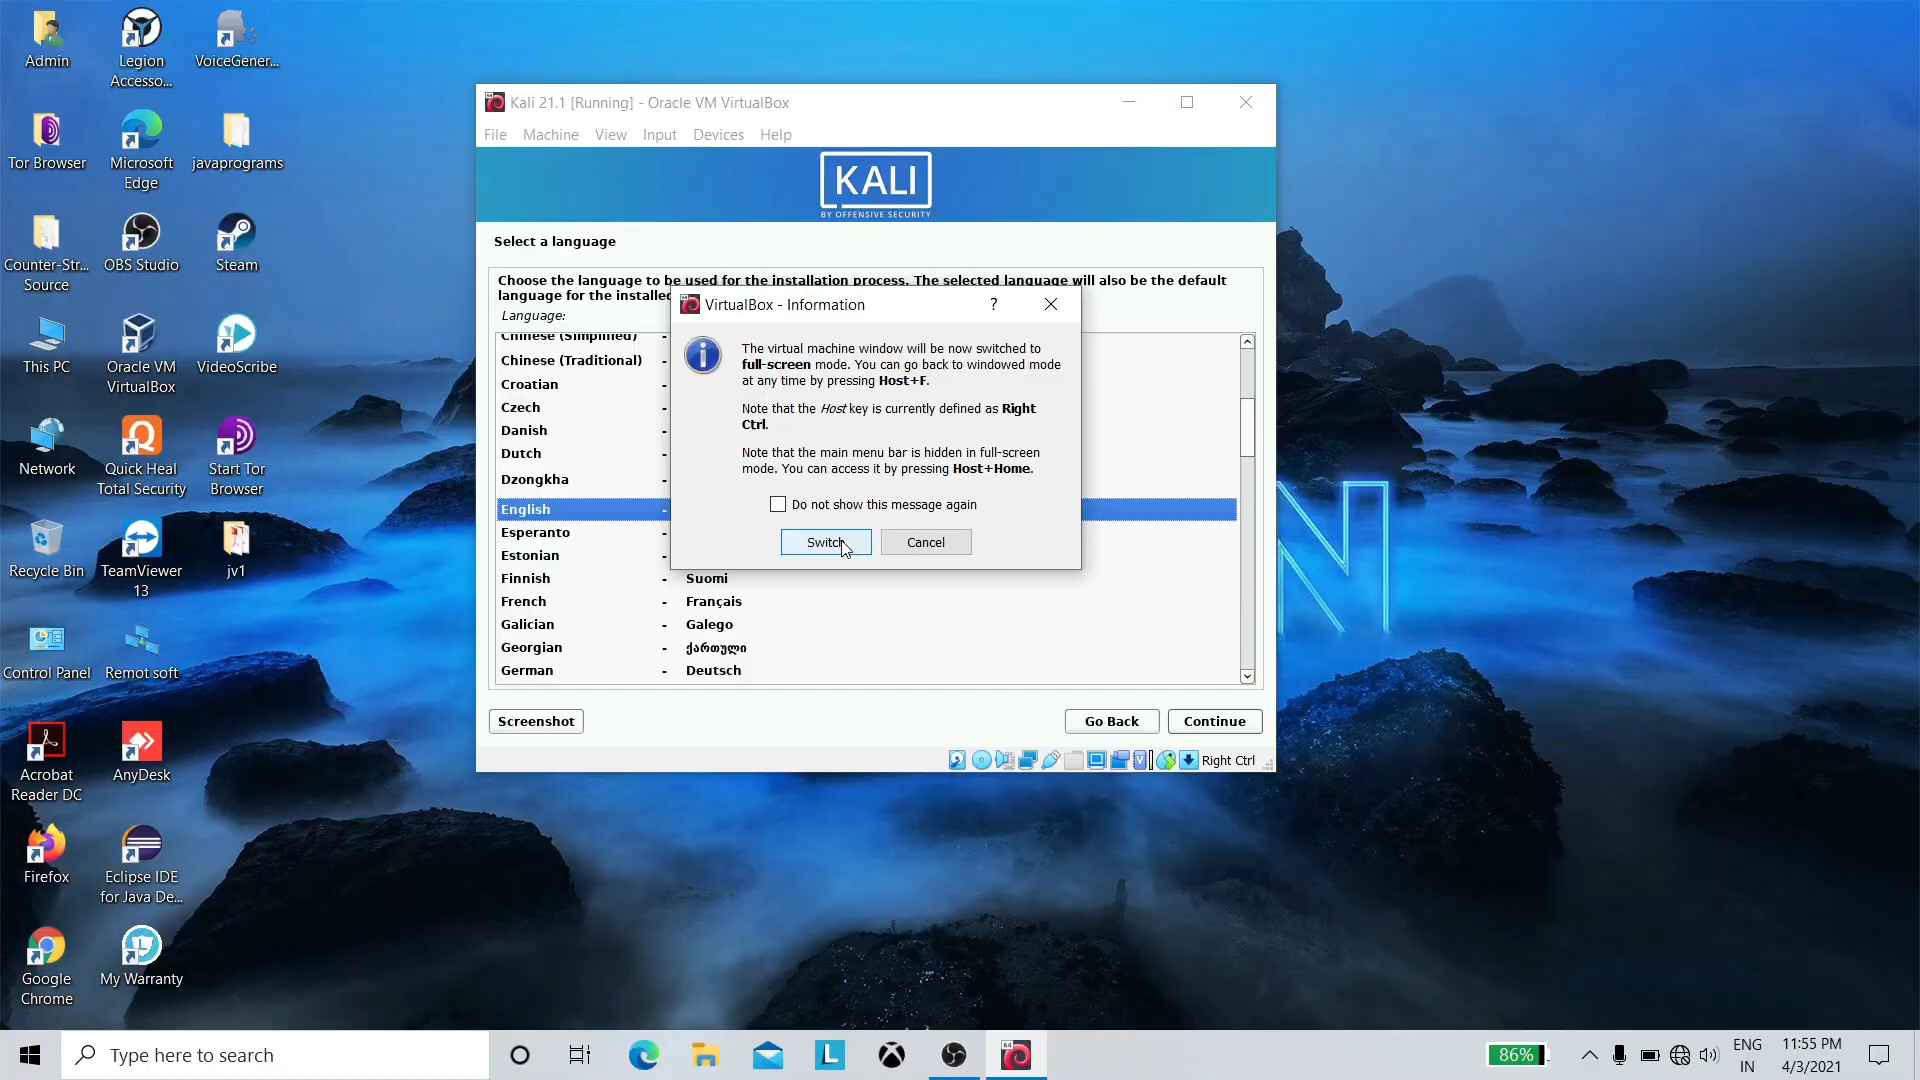 Admin
Legion
Accesso...
VoiceGener...
Tor Browser
Microsoft
Edge
javaprograms
Counter-Str...
Source
OBS Studio
Steam
This PC
Oracle VM
VirtualBox
VideoScribe
Network
Quick Heal
Total Security
Start Tor
Browser
Recycle Bin
TeamViewer
13
jv1
Control Panel
Remot soft
Acrobat
Reader DC
AnyDesk
Firefox
Eclipse IDE
for Java De...
Google
Chrome
My Warranty
Kali 21.1 [Running] - Oracle VM VirtualBox
File Machine View Input Devices Help
KALI
BY OFFENSIVE SECURITY
Select a language
Choose the language to be used for the installation process. The selected language will also be the default
language for the installed
Language:
Chinese (Simplified) -
Chinese (Traditional) -
Croatian -
Czech -
Danish -
Dutch -
Dzongkha -
English -
Esperanto -
Estonian -
Finnish - Suomi
French - Français
Galician - Galego
Georgian - ქართული
German - Deutsch
VirtualBox - Information
?
The virtual machine window will be now switched to
full-screen mode. You can go back to windowed mode
at any time by pressing Host+F.
Note that the Host key is currently defined as Right
Ctrl.
Note that the main menu bar is hidden in full-screen
mode. You can access it by pressing Host+Home.
Do not show this message again
Switch
Cancel
Screenshot
Go Back
Continue
Right Ctrl
Type here to search
L
64
86%
ENG
IN
11:55 PM
4/3/2021